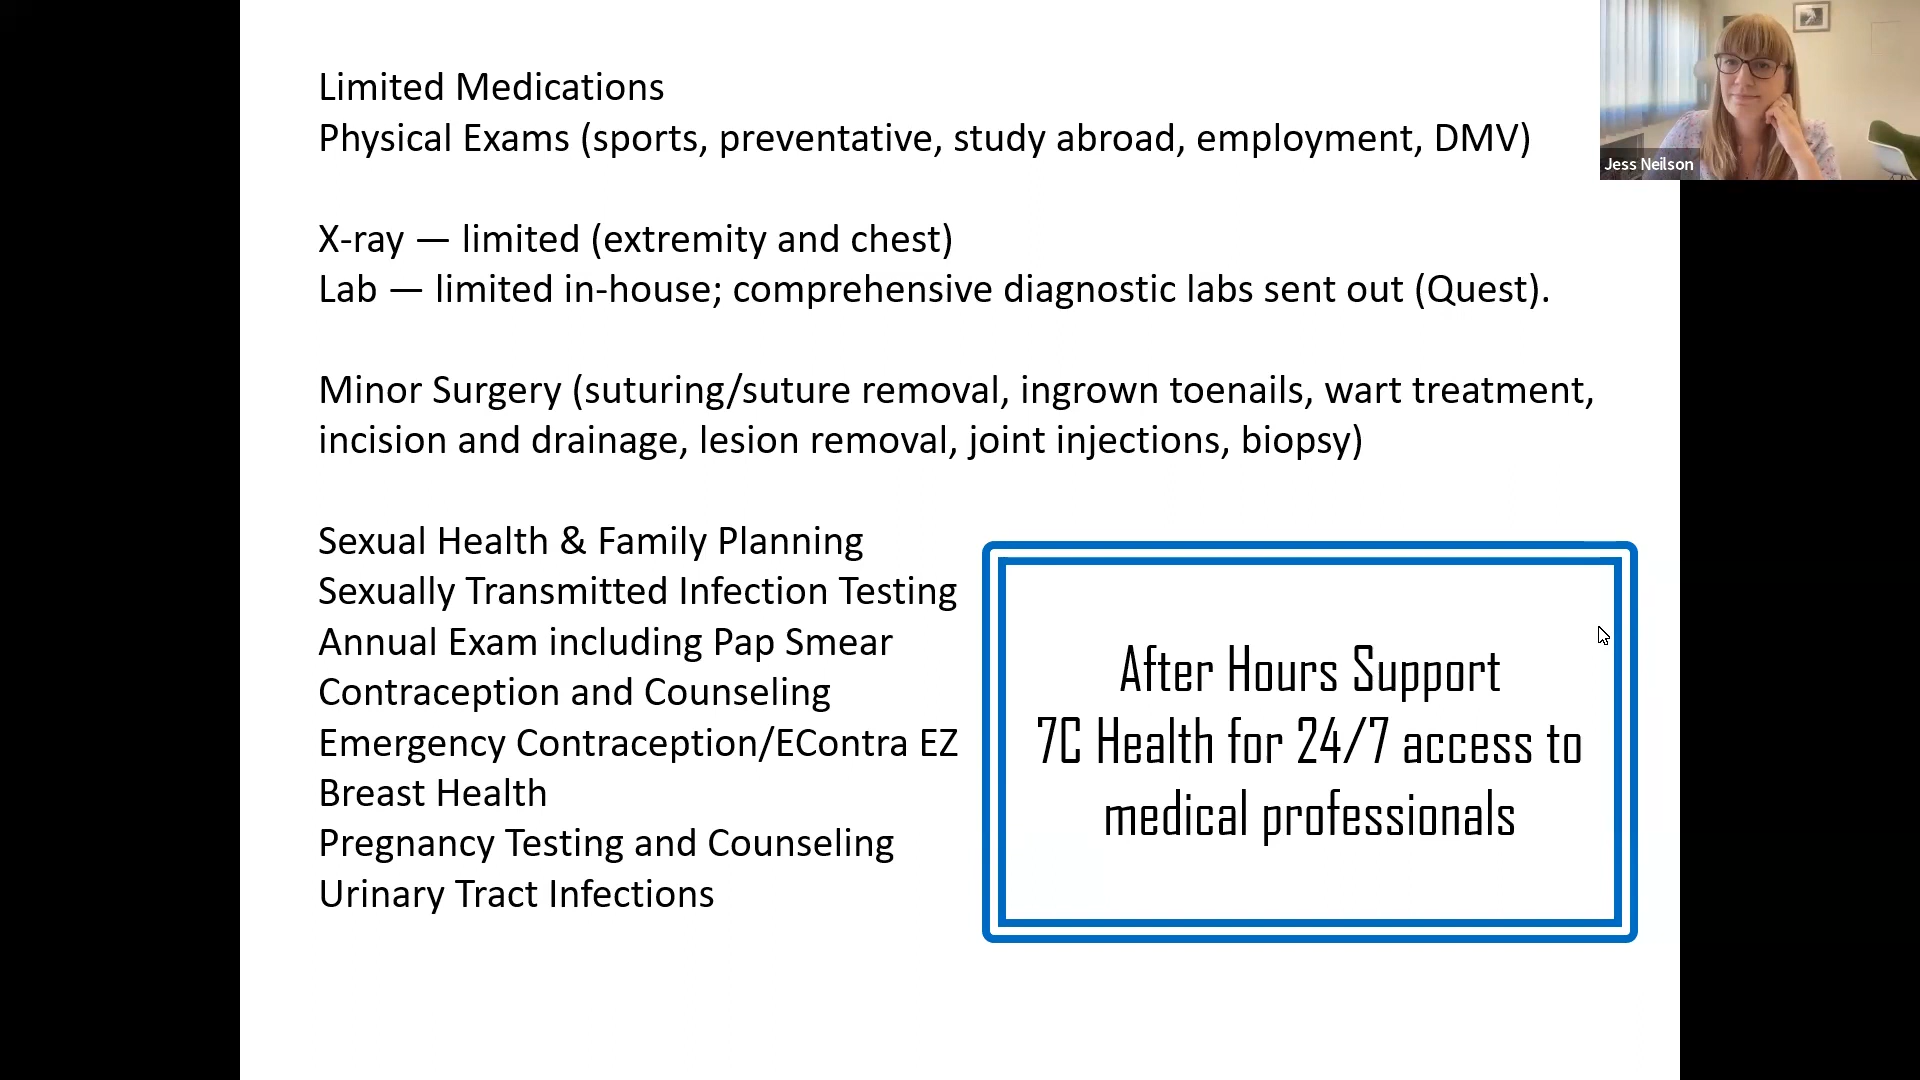 Limited Medications
Physical Exams (sports, preventative, study abroad, employment, DMV)
X-ray — limited (extremity and chest)
Lab — limited in-house; comprehensive diagnostic labs sent out (Quest).
Minor Surgery (suturing/suture removal, ingrown toenails, wart treatment,
incision and drainage, lesion removal, joint injections, biopsy)
Sexual Health & Family Planning
Sexually Transmitted Infection Testing
Annual Exam including Pap Smear
Contraception and Counseling
Emergency Contraception/EContra EZ
Breast Health
Pregnancy Testing and Counseling
Urinary Tract Infections
After Hours Support
7C Health for 24/7 access to
medical professionals
Jess Neilson